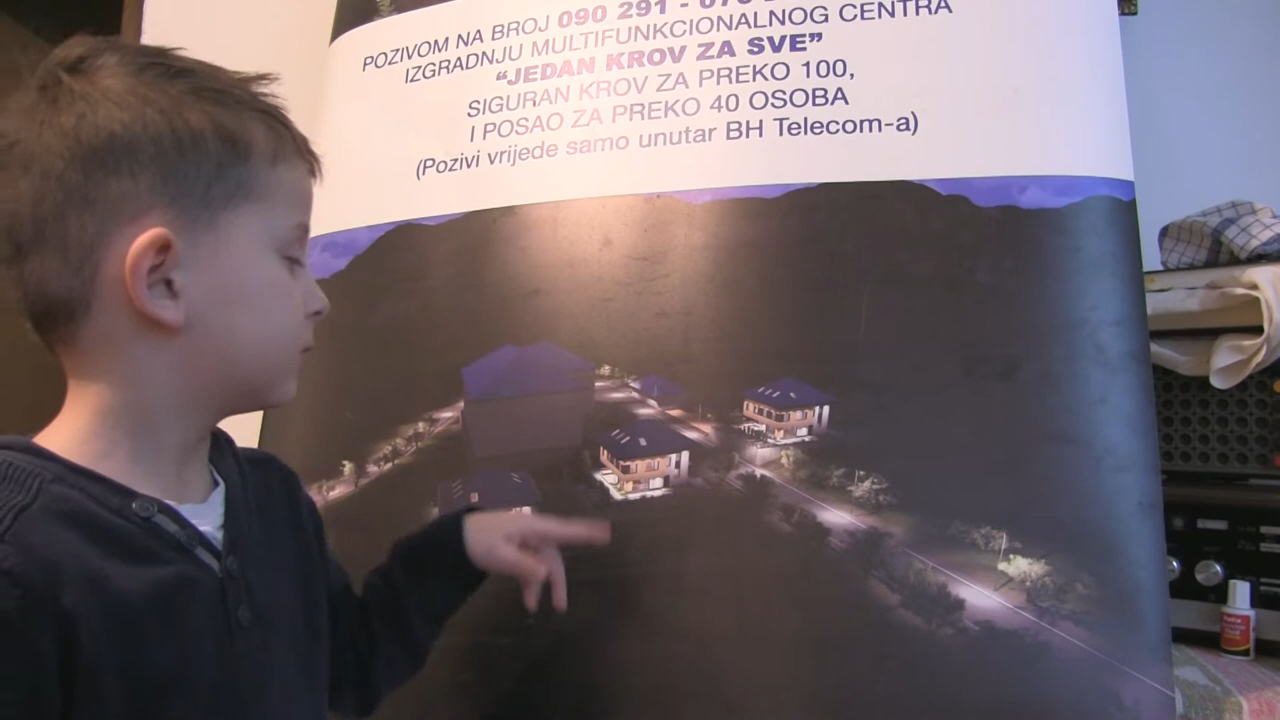 POZIVOM NA BROJ 090 291 -
IZGRADNJU MULTIFUNKCIONALNOG CENTRA
“JEDAN KROV ZA SVE”
SIGURAN KROV ZA PREKO 100,
I POSAO ZA PREKO 40 OSOBA
(Pozivi vrijede samo unutar BH Telecom-a)